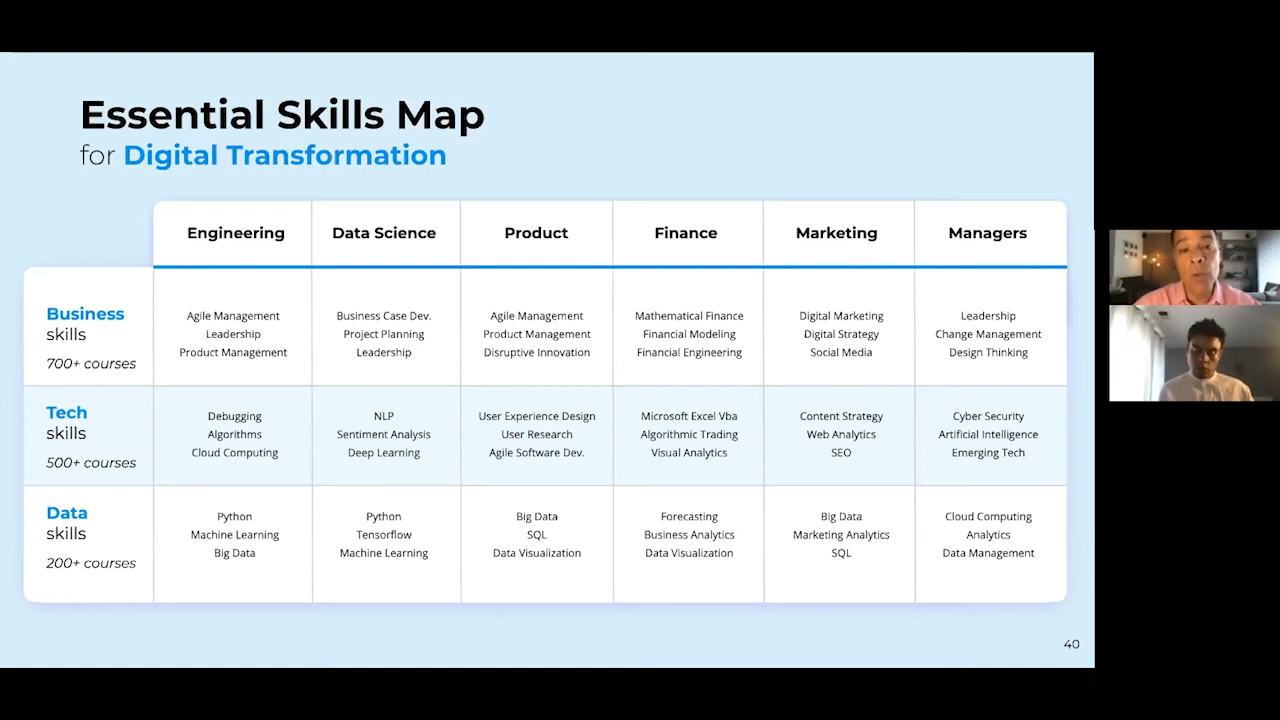 Essential Skills Map
for Digital Transformation
Engineering
Data Science
Product
Finance
Marketing
Managers
Business
skills
700+ courses
Agile Management
Leadership
Product Management
Business Case Dev.
Project Planning
Leadership
Agile Management
Product Management
Disruptive Innovation
Mathematical Finance
Financial Modeling
Financial Engineering
Digital Marketing
Digital Strategy
Social Media
Leadership
Change Management
Design Thinking
Tech
skills
500+ courses
Debugging
Algorithms
Cloud Computing
NLP
Sentiment Analysis
Deep Learning
User Experience Design
User Research
Agile Software Dev.
Microsoft Excel Vba
Algorithmic Trading
Visual Analytics
Content Strategy
Web Analytics
SEO
Cyber Security
Artificial Intelligence
Emerging Tech
Data
skills
200+ courses
Python
Machine Learning
Big Data
Python
Tensorflow
Machine Learning
Big Data
SQL
Data Visualization
Forecasting
Business Analytics
Data Visualization
Big Data
Marketing Analytics
SQL
Cloud Computing
Analytics
Data Management
40